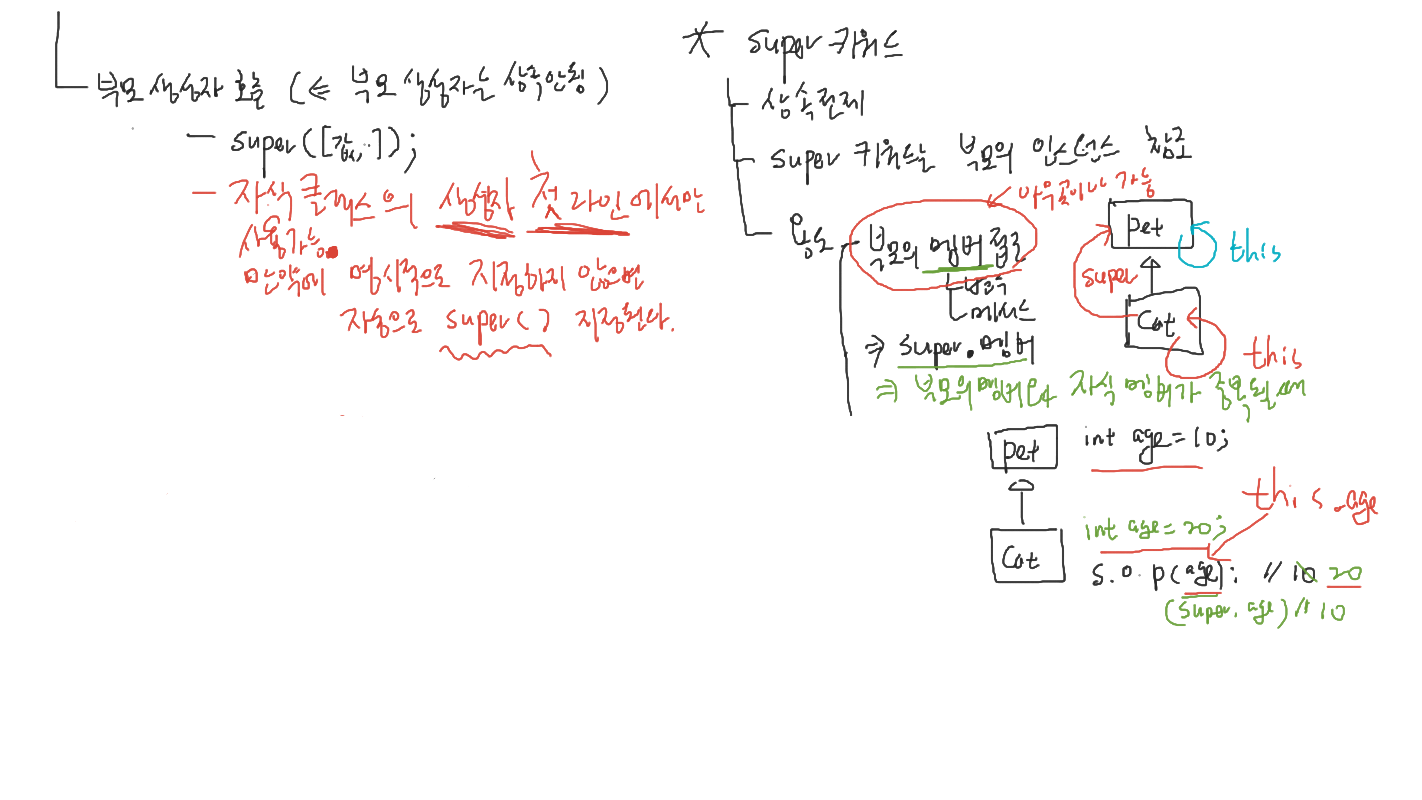 부모 생성자 호출 (⇐ 부모 생성자는 상속안됨)
- super([값,..]);
- 자식 클래스의 생성자 첫 라인에서만
사용가능.
만약에 명시적으로 지정하지 않으면
자동으로 super() 지정된다.
* super 키워드
- 상속전제
- super 키워드는 부모의 인스턴스 참조
- 용도 - 부모의 멤버 접근
아무곳이나 가능
변수
메서드
⇒ super.멤버
⇒ 부모의 멤버와 자식 멤버가 중복될때
pet
this
super
Cat
this
pet
int age=10;
this.age
int age=20;
Cat
S.O.P(age); // 10 20
(super.age) // 10